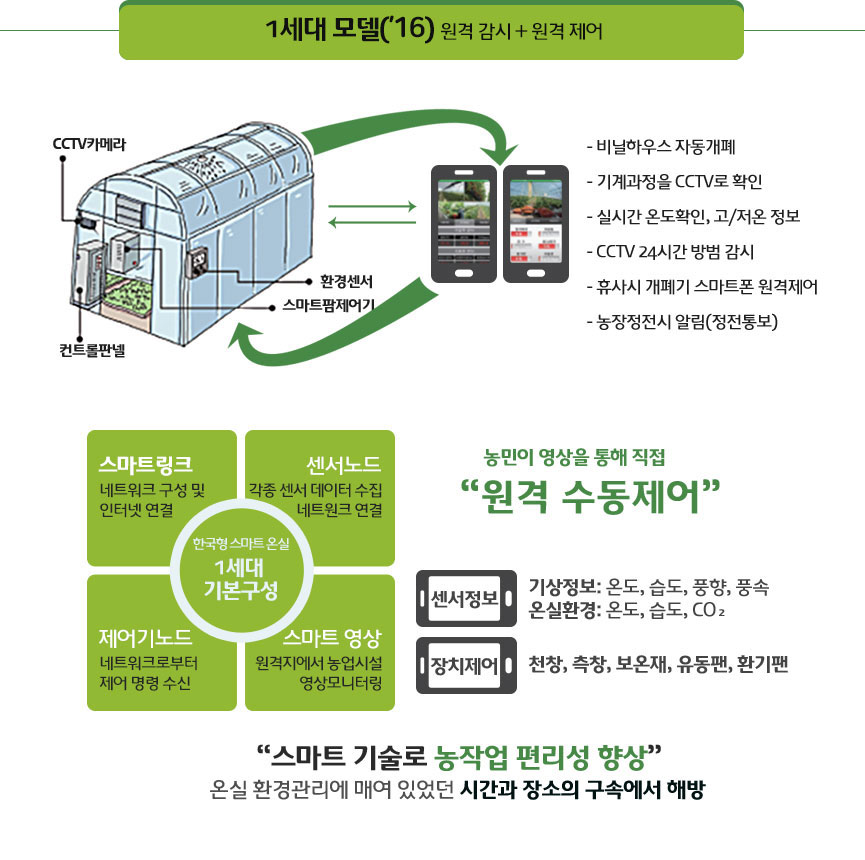 1세대 모델('16) 원격 감시 + 원격 제어
CCTV카메라
환경센서
스마트팜제어기
컨트롤판넬
- 비닐하우스 자동개폐
- 기계과정을 CCTV로 확인
- 실시간 온도확인, 고/저온 정보
- CCTV 24시간 방범 감시
- 휴사시 개폐기 스마트폰 원격제어
- 농장정전시 알림(정전통보)
스마트링크
네트워크 구성 및
인터넷 연결
센서노드
각종 센서 데이터 수집
네트웓크 연결
한국형 스마트 온실
1세대
기본구성
제어기노드
네트워크로부터
제어 명령 수신
스마트 영상
원격지에서 농업시설
영상모니터링
농민이 영상을 통해 직접
“원격 수동제어”
센서정보
기상정보: 온도, 습도, 풍향, 풍속
온실환경: 온도, 습도, CO₂
장치제어
천창, 측창, 보온재, 유동팬, 환기팬
“스마트 기술로 농작업 편리성 향상”
온실 환경관리에 매여 있었던 시간과 장소의 구속에서 해방